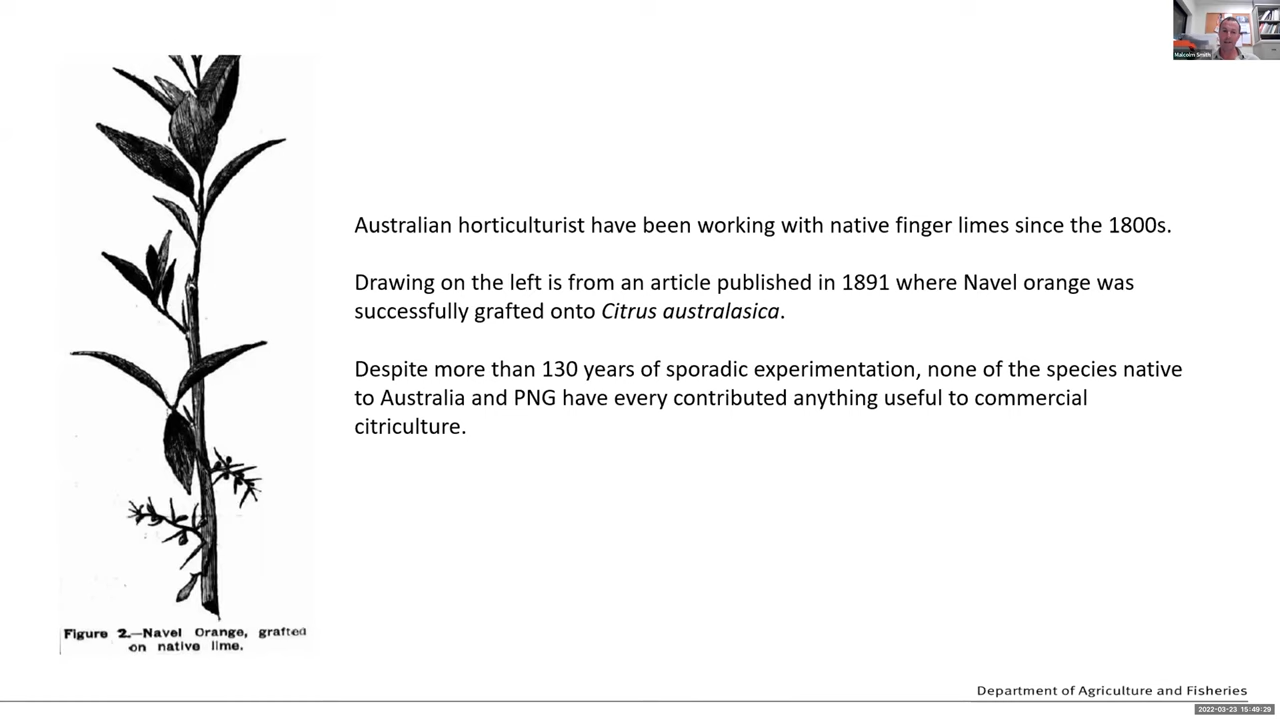 Malcolm Smith
Australian horticulturist have been working with native finger limes since the 1800s.
Drawing on the left is from an article published in 1891 where Navel orange was
successfully grafted onto Citrus australasica.
Despite more than 130 years of sporadic experimentation, none of the species native
to Australia and PNG have every contributed anything useful to commercial
citriculture.
Figure 2.—Navel Orange, grafted
on native lime.
Department of Agriculture and Fisheries
2022-03-23 15:49:29